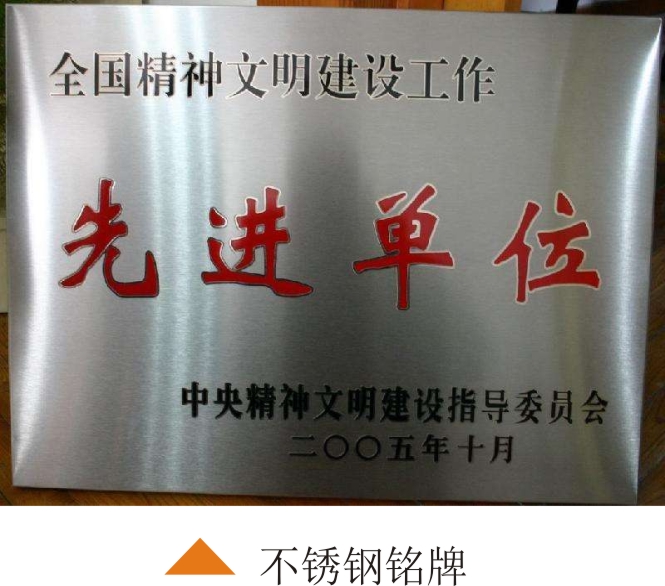 全国精神文明建设工作
先进单位
中央精神文明建设指导委员会
二〇〇五年十月
不锈钢铭牌